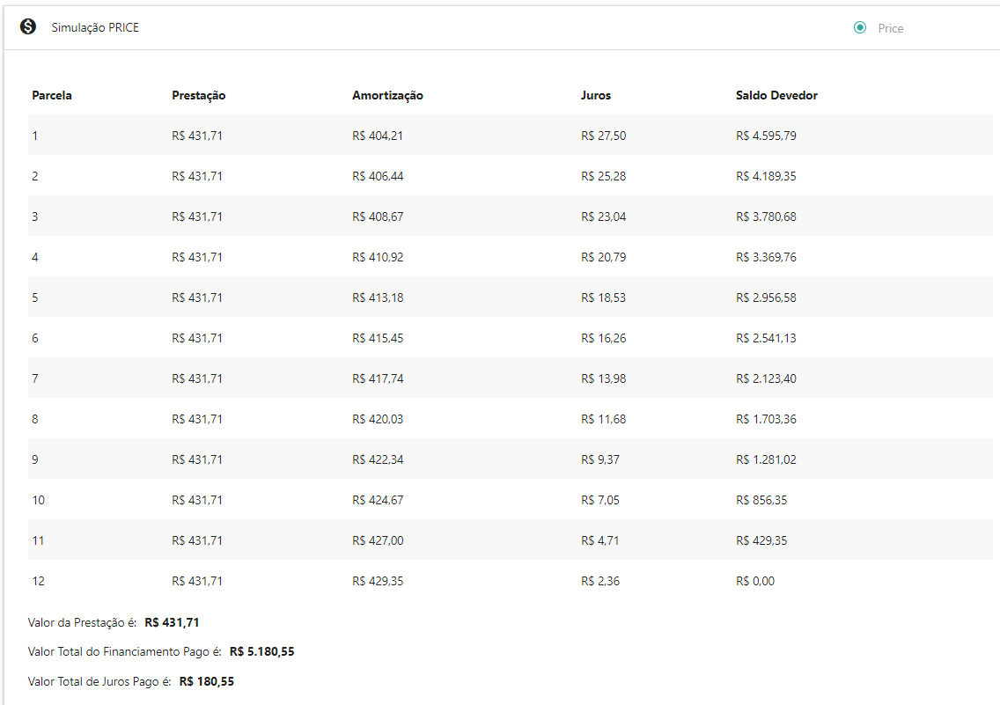 Simulação PRICE Price
Parcela Prestação Amortização Juros Saldo Devedor
1 R$ 431,71 R$ 404,21 R$ 27,50 R$ 4.595,79
2 R$ 431,71 R$ 406,44 R$ 25,28 R$ 4.189,35
3 R$ 431,71 R$ 408,67 R$ 23,04 R$ 3.780,68
4 R$ 431,71 R$ 410,92 R$ 20,79 R$ 3.369,76
5 R$ 431,71 R$ 413,18 R$ 18,53 R$ 2.956,58
6 R$ 431,71 R$ 415,45 R$ 16,26 R$ 2.541,13
7 R$ 431,71 R$ 417,74 R$ 13,98 R$ 2.123,40
8 R$ 431,71 R$ 420,03 R$ 11,68 R$ 1.703,36
9 R$ 431,71 R$ 422,34 R$ 9,37 R$ 1.281,02
10 R$ 431,71 R$ 424,67 R$ 7,05 R$ 856,35
11 R$ 431,71 R$ 427,00 R$ 4,71 R$ 429,35
12 R$ 431,71 R$ 429,35 R$ 2,36 R$ 0,00
Valor da Prestação é: R$ 431,71
Valor Total do Financiamento Pago é: R$ 5.180,55
Valor Total de Juros Pago é: R$ 180,55